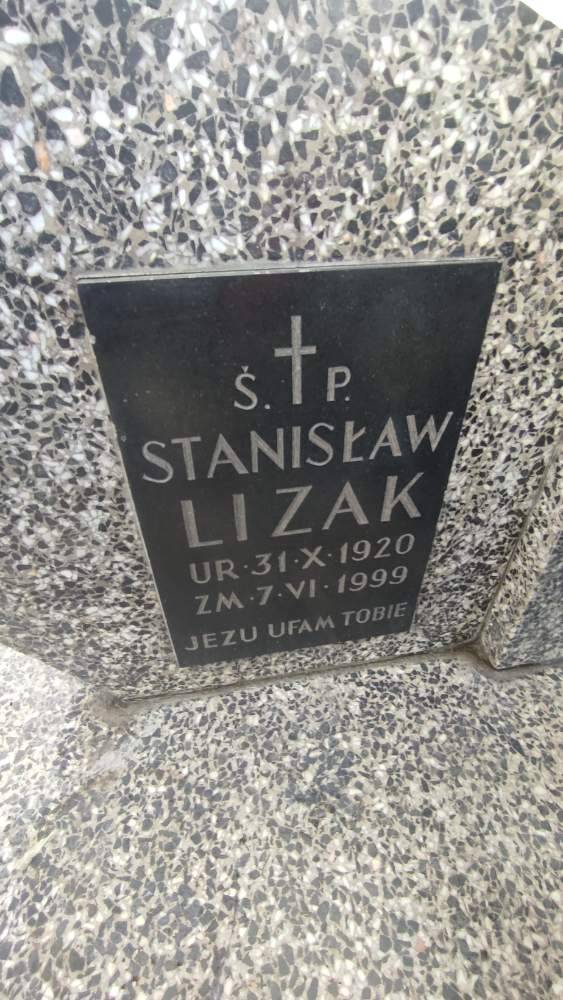 Ś. P.
STANISŁAW
LIZAK
UR·31·X·1920
ZM·7·VI·1999
JEZU UFAM TOBIE